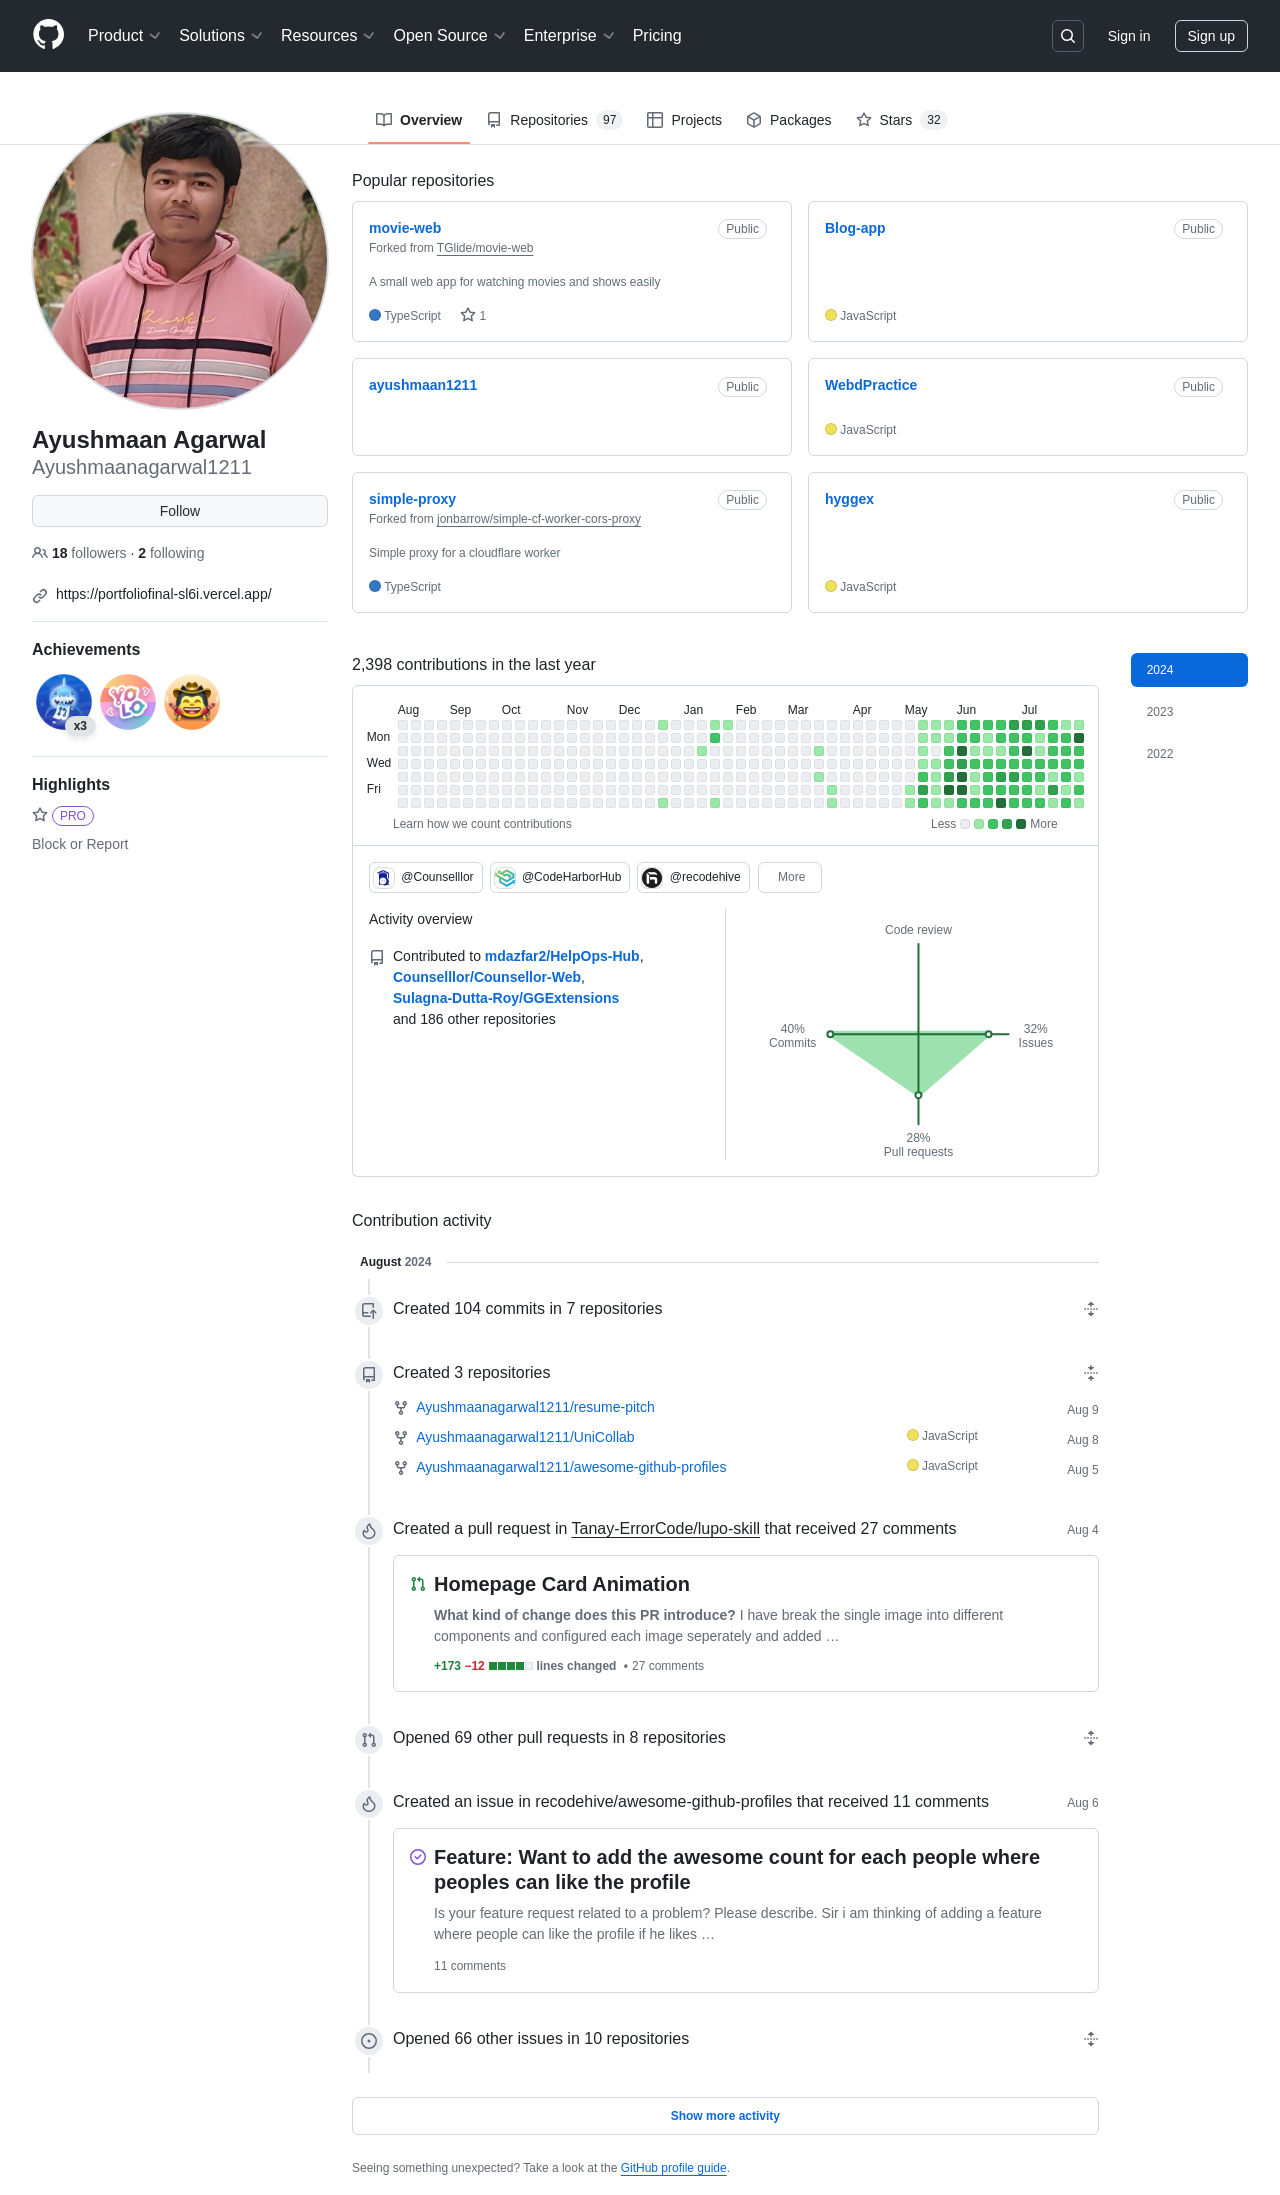 Product
Solutions
Resources
Open Source
Enterprise
Pricing
Sign in
Sign up
Overview
Repositories 97
Projects
Packages
Stars 32
Ayushmaan Agarwal
Ayushmaanagarwal1211
Follow
18 followers · 2 following
https://portfoliofinal-sl6i.vercel.app/
Achievements
YOLO
x3
Highlights
PRO
Block or Report
Popular repositories
movie-web
Public
Forked from TGlide/movie-web
A small web app for watching movies and shows easily
TypeScript
1
Blog-app
Public
JavaScript
ayushmaan1211
Public
WebdPractice
Public
JavaScript
simple-proxy
Public
Forked from jonbarrow/simple-cf-worker-cors-proxy
Simple proxy for a cloudflare worker
TypeScript
hyggex
Public
JavaScript
2,398 contributions in the last year
2024
2023
2022
Aug Sep Oct Nov Dec Jan Feb Mar Apr May Jun Jul
Mon
Wed
Fri
Learn how we count contributions
Less
More
@Counselllor
@CodeHarborHub
@recodehive
More
Activity overview
Contributed to mdazfar2/HelpOps-Hub,
Counselllor/Counsellor-Web,
Sulagna-Dutta-Roy/GGExtensions
and 186 other repositories
Code review
40%
Commits
32%
Issues
28%
Pull requests
Contribution activity
August 2024
Created 104 commits in 7 repositories
Created 3 repositories
Ayushmaanagarwal1211/resume-pitch
Aug 9
Ayushmaanagarwal1211/UniCollab
JavaScript
Aug 8
Ayushmaanagarwal1211/awesome-github-profiles
JavaScript
Aug 5
Created a pull request in Tanay-ErrorCode/lupo-skill that received 27 comments
Aug 4
Homepage Card Animation
What kind of change does this PR introduce? I have break the single image into different
components and configured each image seperately and added …
+173 −12 lines changed • 27 comments
Opened 69 other pull requests in 8 repositories
Created an issue in recodehive/awesome-github-profiles that received 11 comments
Aug 6
Feature: Want to add the awesome count for each people where
peoples can like the profile
Is your feature request related to a problem? Please describe. Sir i am thinking of adding a feature
where people can like the profile if he likes …
11 comments
Opened 66 other issues in 10 repositories
Show more activity
Seeing something unexpected? Take a look at the GitHub profile guide.